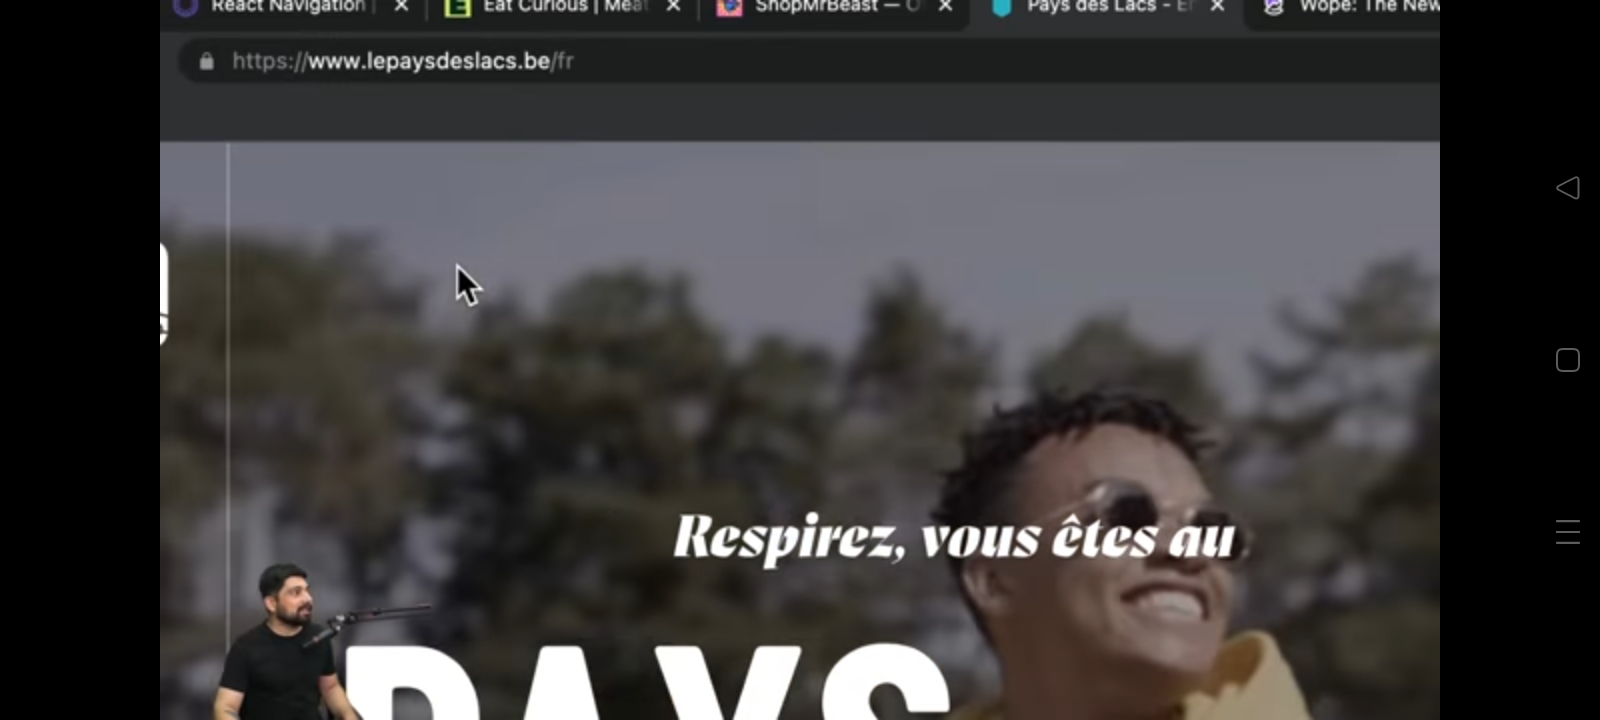 React Navigation
Eat Curious | Meat
ShopMrBeast —
Pays des Lacs -
Wope: The New
https://www.lepaysdeslacs.be/fr
Respirez, vous êtes au
PAYS